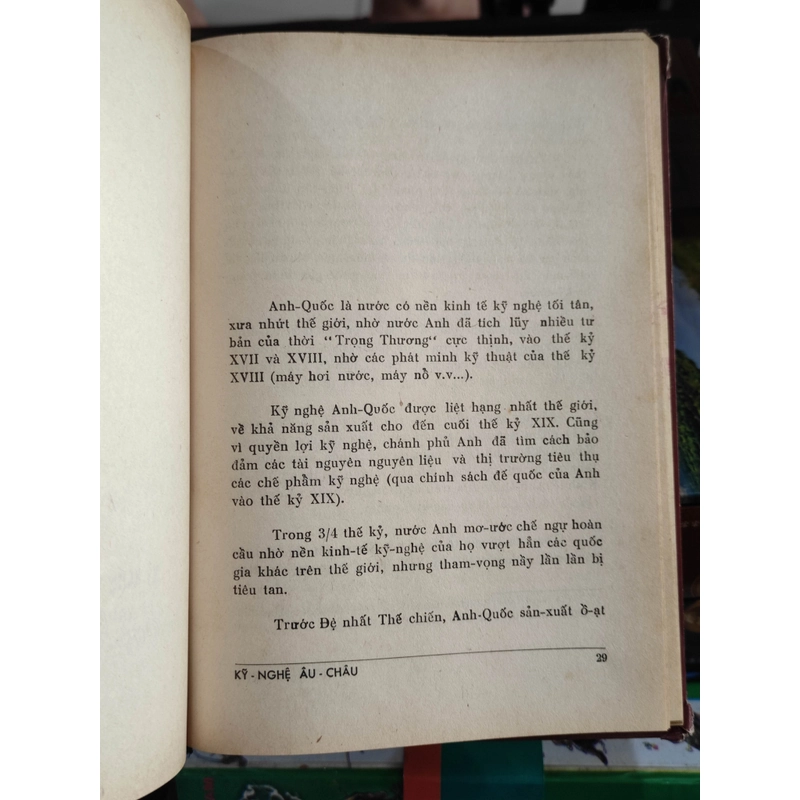 Anh-Quốc là nước có nền kinh tế kỹ nghệ tối tân,
xưa nhứt thế giới, nhờ nước Anh đã tích lũy nhiều tư
bản của thời "Trọng Thương" cực thịnh, vào thế kỷ
XVII và XVIII, nhờ các phát minh kỹ thuật của thế kỷ
XVIII (máy hơi nước, máy nổ v.v...).
Kỹ nghệ Anh-Quốc được liệt hạng nhất thế giới,
về khả năng sản xuất cho đến cuối thế kỷ XIX. Cũng
vì quyền lợi kỹ nghệ, chánh phủ Anh đã tìm cách bảo
đảm các tài nguyên nguyên liệu và thị trường tiêu thụ
các chế phẩm kỹ nghệ (qua chính sách đế quốc của Anh
vào thế kỷ XIX).
Trong 3/4 thế kỷ, nước Anh mơ-ước chế ngự hoàn
cầu nhờ nền kinh-tế kỹ-nghệ của họ vượt hẳn các quốc
gia khác trên thế giới, nhưng tham-vọng nầy lần lần bị
tiêu tan.
Trước Đệ nhất Thế chiến, Anh-Quốc sản-xuất ồ-ạt
KỸ - NGHỆ ÂU - CHÂU
29